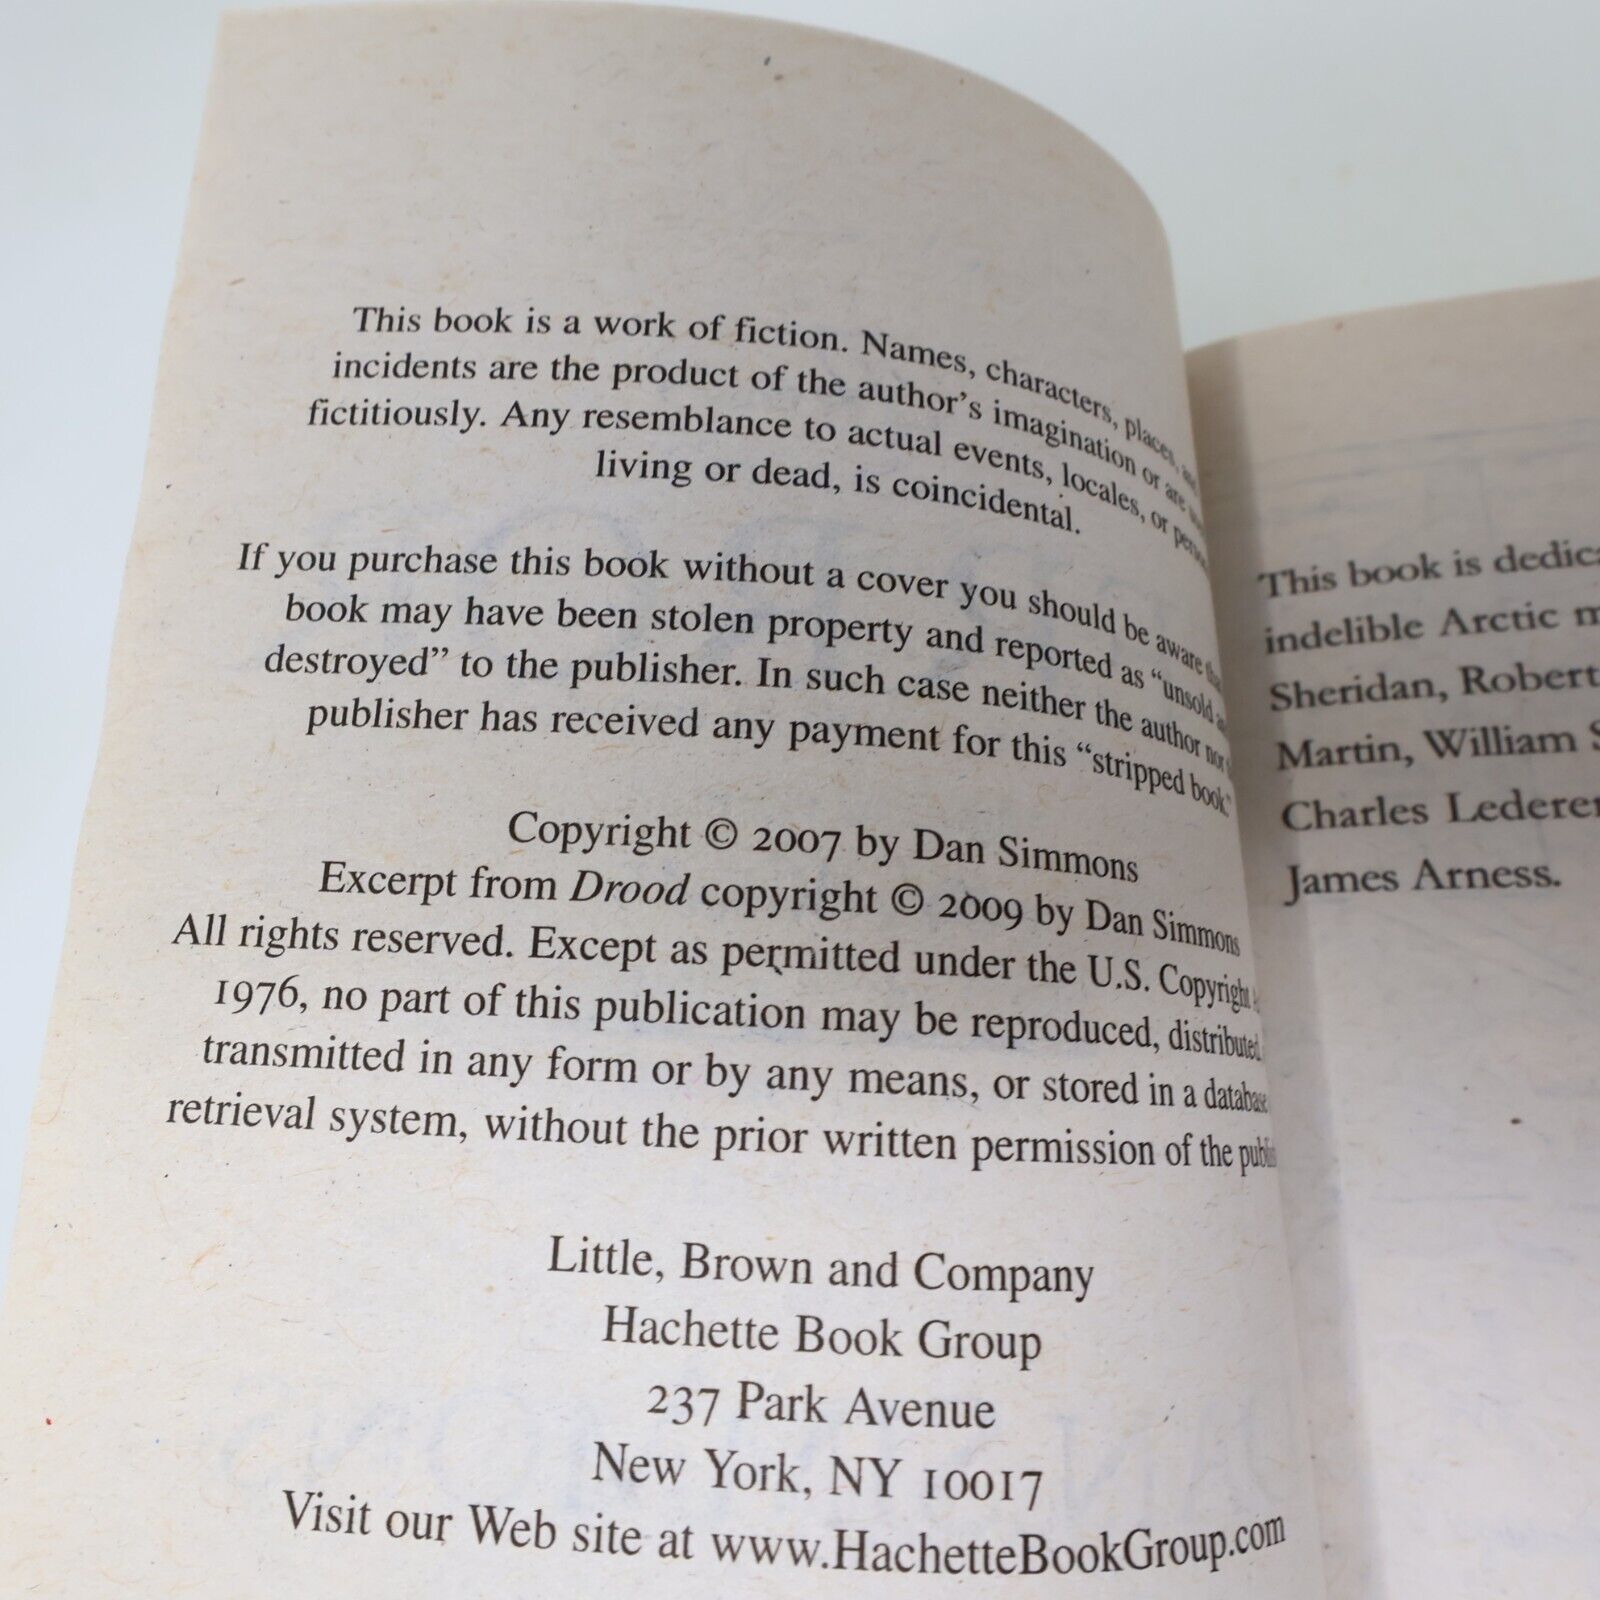 This book is a work of fiction. Names, characters, places, and
incidents are the product of the author's imagination or are used
fictitiously. Any resemblance to actual events, locales, or persons,
living or dead, is coincidental.
If you purchase this book without a cover you should be aware that
book may have been stolen property and reported as “unsold and
destroyed” to the publisher. In such case neither the author nor
publisher has received any payment for this “stripped book.”
Copyright © 2007 by Dan Simmons
Excerpt from Drood copyright © 2009 by Dan Simmons
All rights reserved. Except as permitted under the U.S. Copyright
1976, no part of this publication may be reproduced, distributed
transmitted in any form or by any means, or stored in a database
retrieval system, without the prior written permission of the
Little, Brown and Company
Hachette Book Group
237 Park Avenue
New York, NY 10017
Visit our Web site at www.HachetteBookGroup.com
This book is dedica
indelible Arctic m
Sheridan, Robert
Martin, William S
Charles Lederer
James Arness.